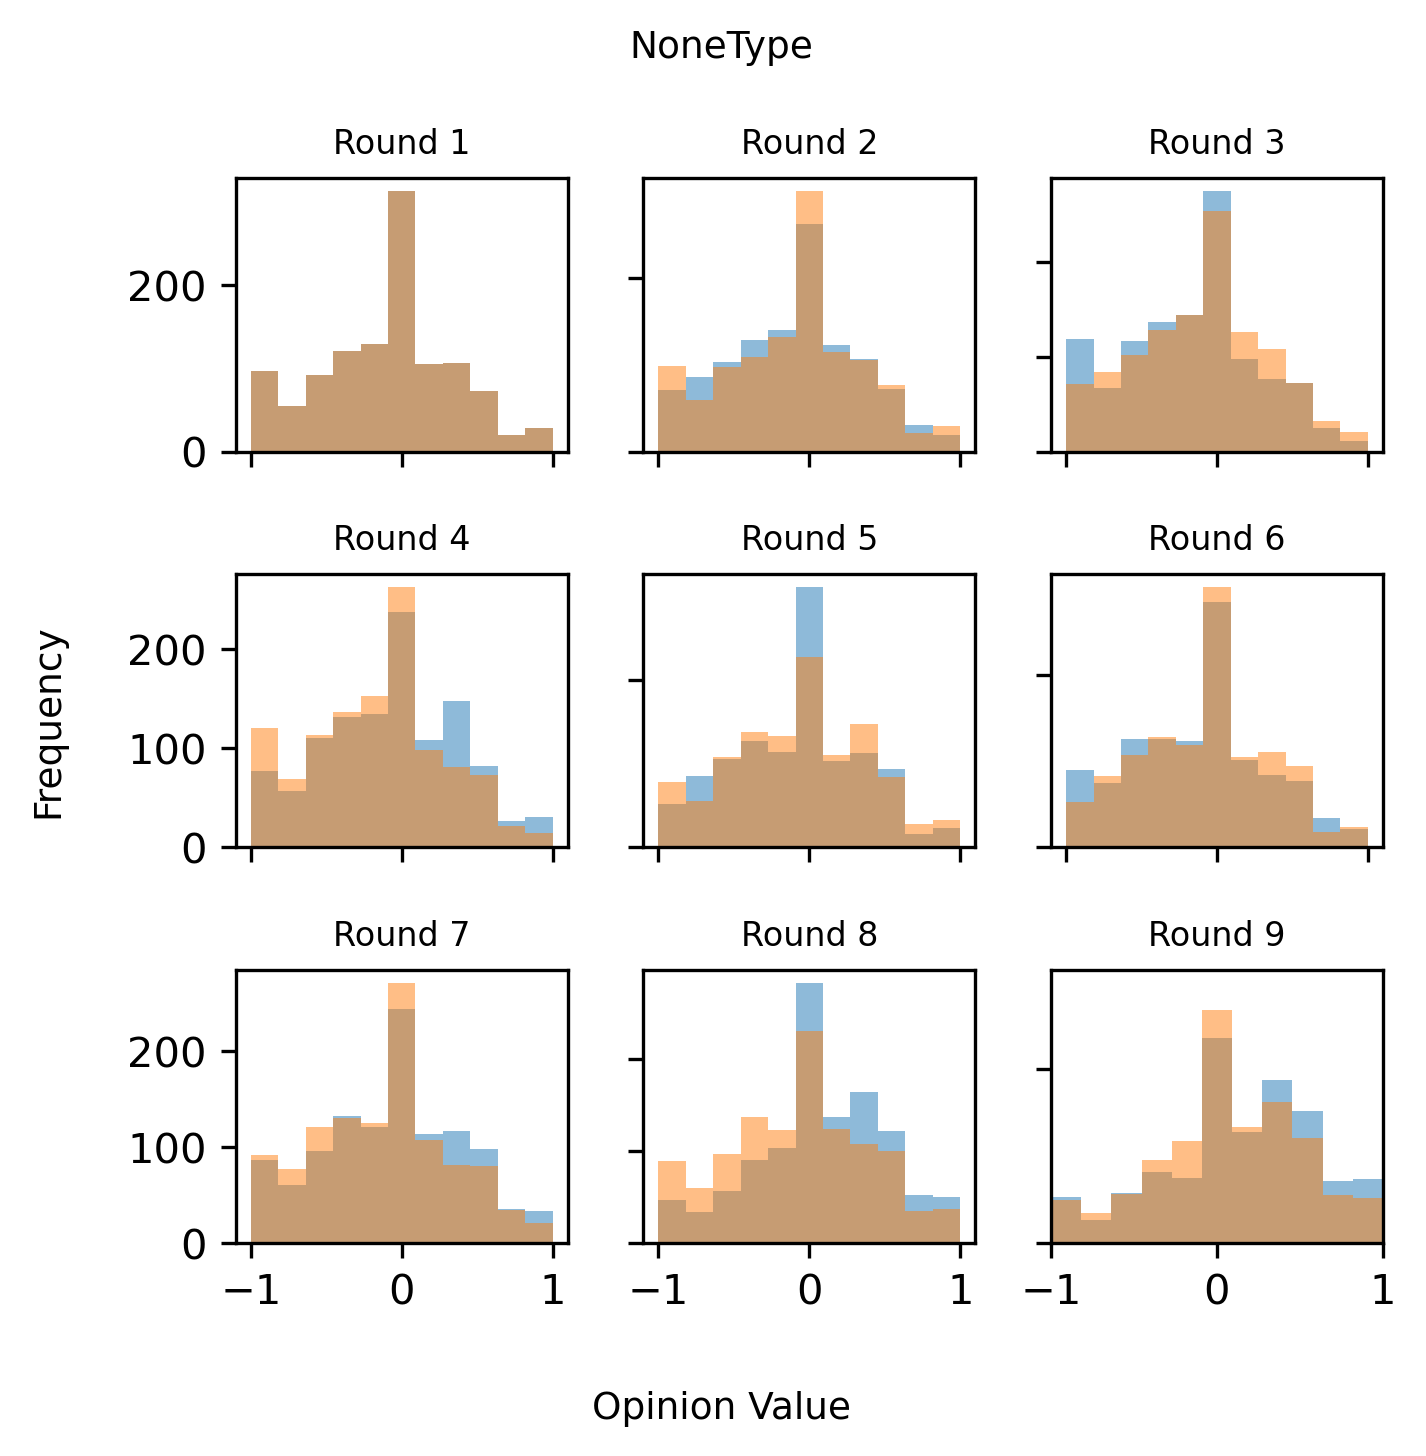 NoneType
Round 1
Round 2
Round 3
200
0
Round 4
Round 5
Round 6
200
100
0
Frequency
Round 7
Round 8
Round 9
200
100
0
−1 0 1 −1 0 1 −1 0 1
Opinion Value